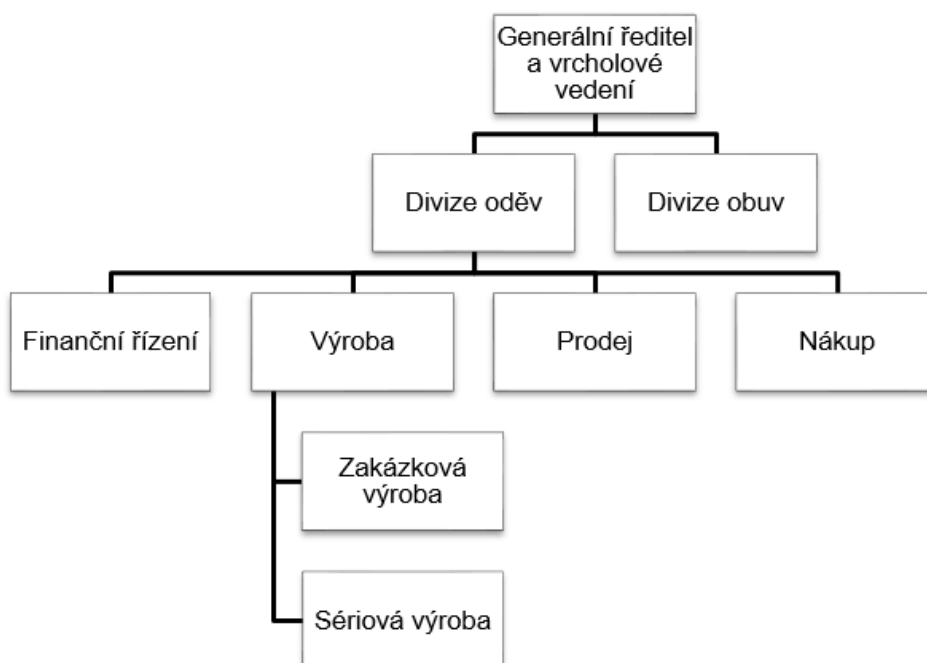 Generální ředitel
a vrcholové
vedení
Divize oděv
Divize obuv
Finanční řízení
Výroba
Prodej
Nákup
Zakázková
výroba
Sériová výroba